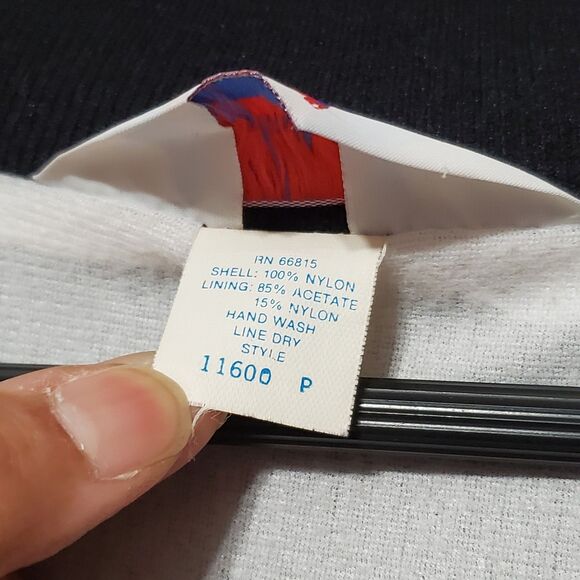 RN 66815
SHELL: 100% NYLON
LINING: 85% ACETATE
15% NYLON
HAND WASH
LINE DRY
STYLE
11600 P